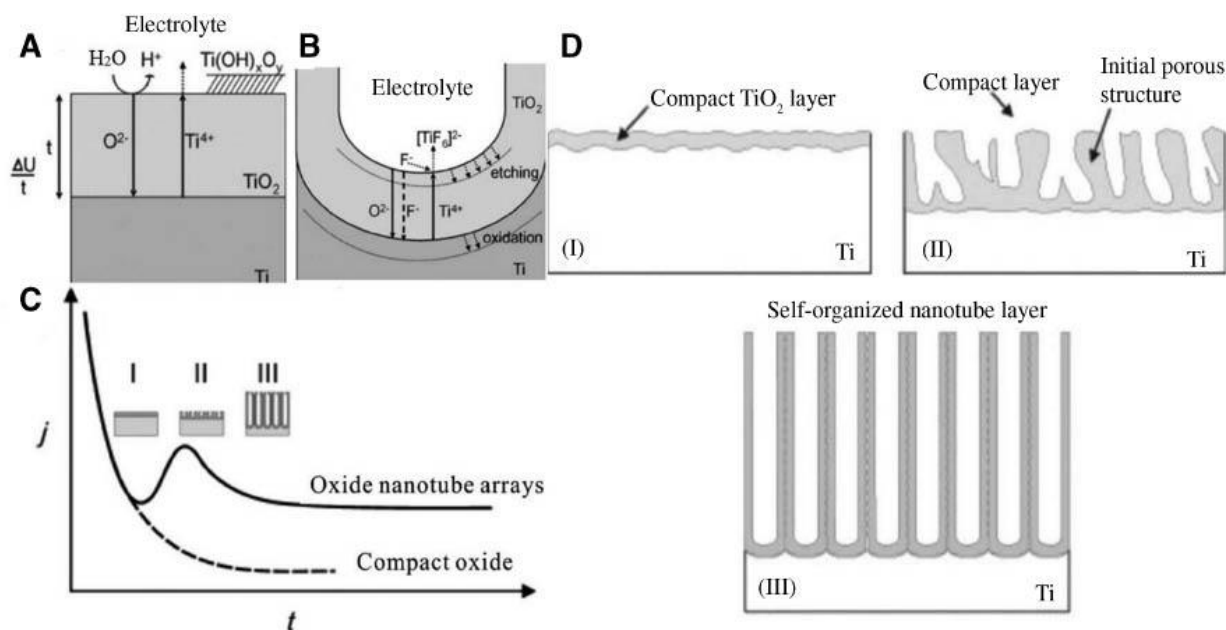 A
Electrolyte
H₂O
H⁺
Ti(OH)ₓOᵧ
t
ΔU
t
O²⁻
Ti⁴⁺
TiO₂
Ti
B
Electrolyte
TiO₂
[TiF₆]²⁻
F⁻
etching
O²⁻
F⁻
Ti⁴⁺
oxidation
Ti
C
I
II
III
j
Oxide nanotube arrays
Compact oxide
t
D
Compact TiO₂ layer
(I)
Ti
Compact layer
Initial porous
structure
(II)
Ti
Self-organized nanotube layer
(III)
Ti